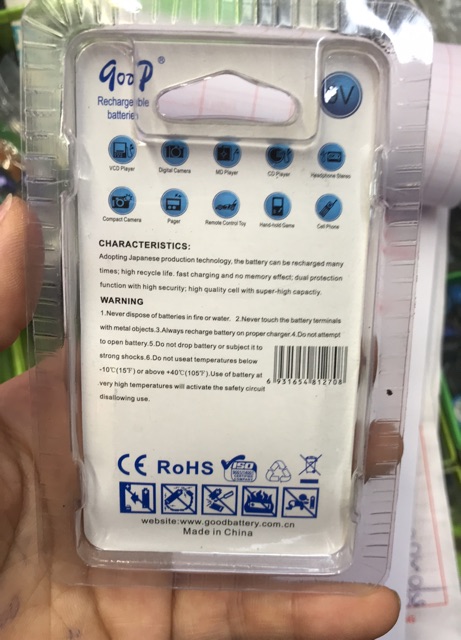 goop®
Rechargeable
batteries
9V
VCD Player
Digital Camera
MD Player
CD Player
Headphone Stereo
Compact Camera
Pager
Remote Control Toy
Hand-hold Game
Cell Phone
CHARACTERISTICS:
Adopting Japanese production technology, the battery can be recharged many
times; high recycle life. fast charging and no memory effect; dual protection
function with high security; high quality cell with super-high capactiy.
WARNING
1.Never dispose of batteries in fire or water. 2.Never touch the battery terminals
with metal objects.3.Always recharge battery on proper charger.4.Do not attempt
to open battery.5.Do not drop battery or subject it to
strong shocks.6.Do not useat temperatures below
-10℃(15℉) or above +40℃(105℉).Use of battery at
very high temperatures will activate the safety circuit
disallowing use.
6 931654 812708
CE RoHS ISO
website:www.goodbattery.com.cn
Made in China